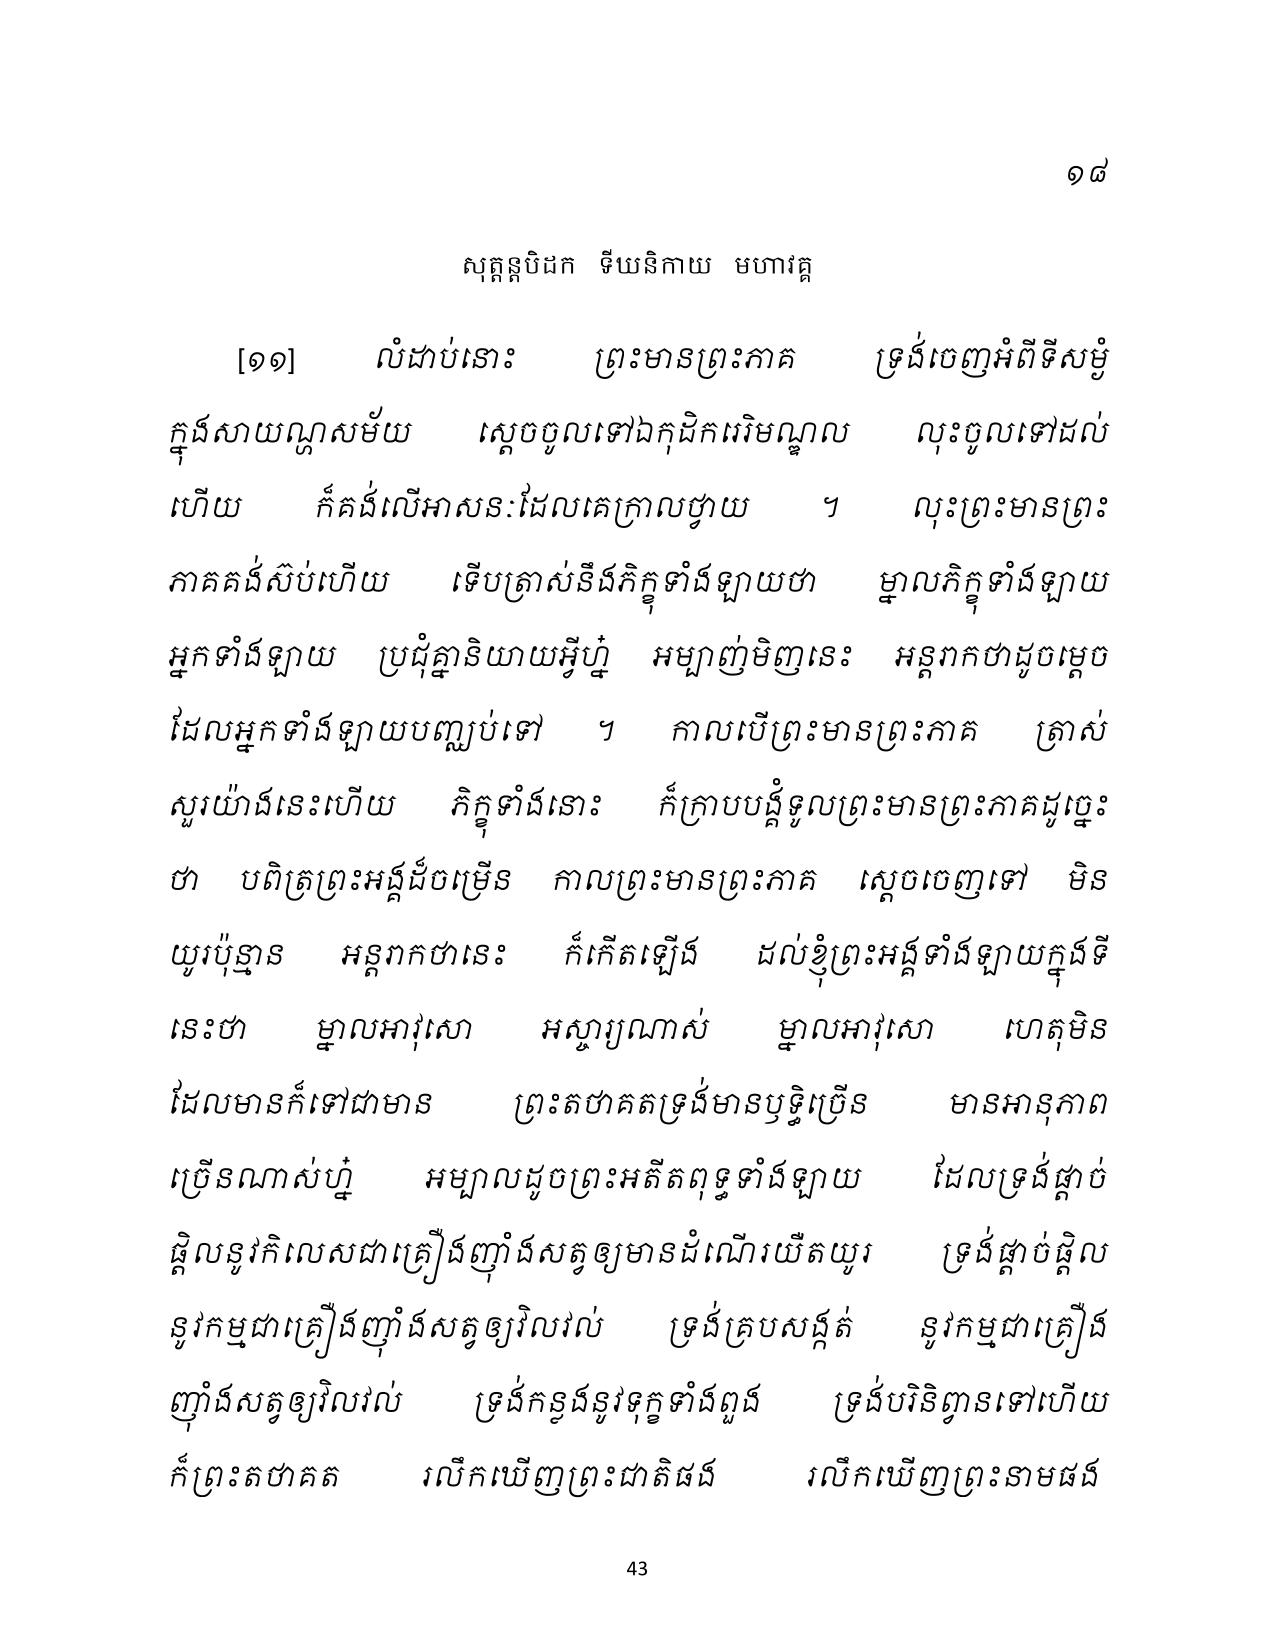 ១៨
សុត្តន្តបិដក ទីឃនិកាយ មហាវគ្គ
[១១] លំដាប់នោះ ព្រះមានព្រះភាគ ទ្រង់ចេញអំពីទីសម្ងំ
ក្នុងសាយណ្ហសម័យ ស្តេចចូលទៅឯកុដិករេរិមណ្ឌល លុះចូលទៅដល់
ហើយ ក៏គង់លើអាសនៈដែលគេក្រាលថ្វាយ ។ លុះព្រះមានព្រះ
ភាគគង់ស៊ប់ហើយ ទើបត្រាស់នឹងភិក្ខុទាំងឡាយថា ម្នាលភិក្ខុទាំងឡាយ
អ្នកទាំងឡាយ ប្រជុំគ្នានិយាយអ្វីហ្ន៎ អម្បាញ់មិញនេះ អន្តរាកថាដូចម្តេច
ដែលអ្នកទាំងឡាយបញ្ឈប់ទៅ ។ កាលបើព្រះមានព្រះភាគ ត្រាស់
សួរយ៉ាងនេះហើយ ភិក្ខុទាំងនោះ ក៏ក្រាបបង្គំទូលព្រះមានព្រះភាគដូច្នេះ
ថា បពិត្រព្រះអង្គដ៏ចម្រើន កាលព្រះមានព្រះភាគ ស្តេចចេញទៅ មិន
យូរប៉ុន្មាន អន្តរាកថានេះ ក៏កើតឡើង ដល់ខ្ញុំព្រះអង្គទាំងឡាយក្នុងទី
នេះថា ម្នាលអាវុសោ អស្ចារ្យណាស់ ម្នាលអាវុសោ ហេតុមិន
ដែលមានក៏ទៅជាមាន ព្រះតថាគតទ្រង់មានឫទ្ធិច្រើន មានអានុភាព
ច្រើនណាស់ហ្ន៎ អម្បាលដូចព្រះអតីតពុទ្ធទាំងឡាយ ដែលទ្រង់ផ្តាច់
ផ្តិលនូវកិលេសជាគ្រឿងញ៉ាំងសត្វឲ្យមានដំណើរយឺតយូរ ទ្រង់ផ្តាច់ផ្តិល
នូវកម្មជាគ្រឿងញ៉ាំងសត្វឲ្យវិលវល់ ទ្រង់គ្របសង្កត់ នូវកម្មជាគ្រឿង
ញ៉ាំងសត្វឲ្យវិលវល់ ទ្រង់កន្លងនូវទុក្ខទាំងពួង ទ្រង់បរិនិព្វានទៅហើយ
ក៏ព្រះតថាគត រលឹកឃើញព្រះជាតិផង រលឹកឃើញព្រះនាមផង
43